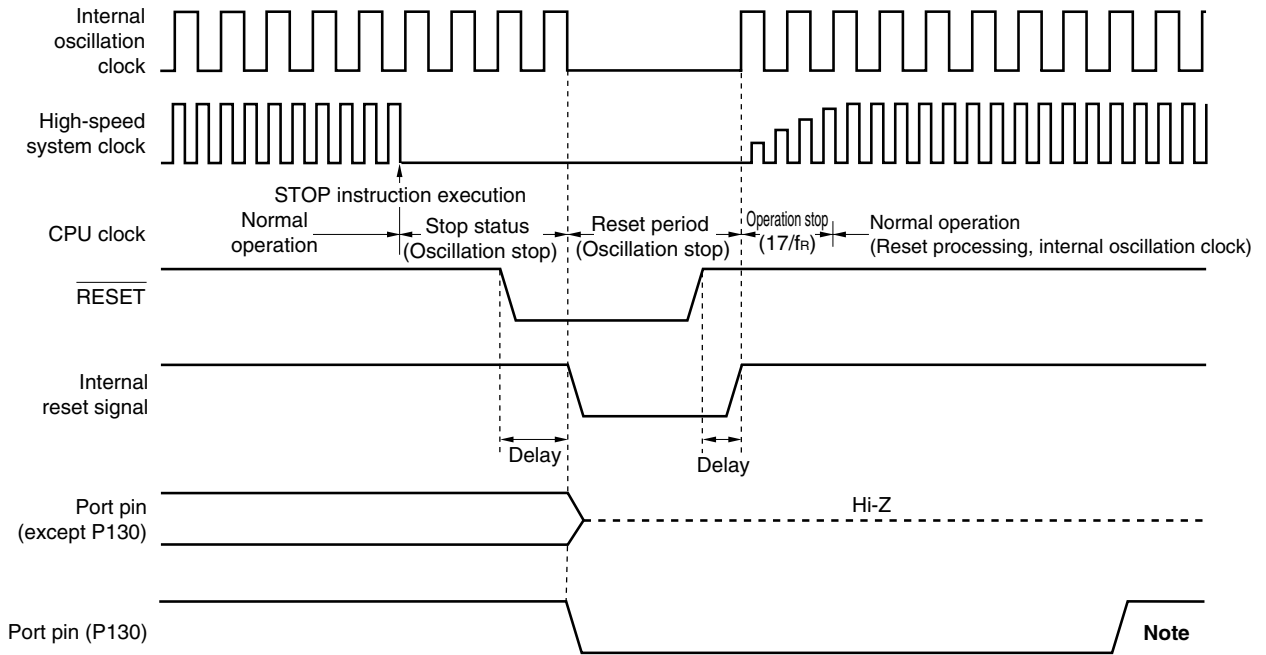 Internal
oscillation
clock
High-speed
system clock
STOP instruction execution
CPU clock
Normal
operation
Stop status
(Oscillation stop)
Reset period
(Oscillation stop)
Operation stop
(17/fR)
Normal operation
(Reset processing, internal oscillation clock)
RESET
Internal
reset signal
Delay
Delay
Port pin
(except P130)
Hi-Z
Port pin (P130)
Note